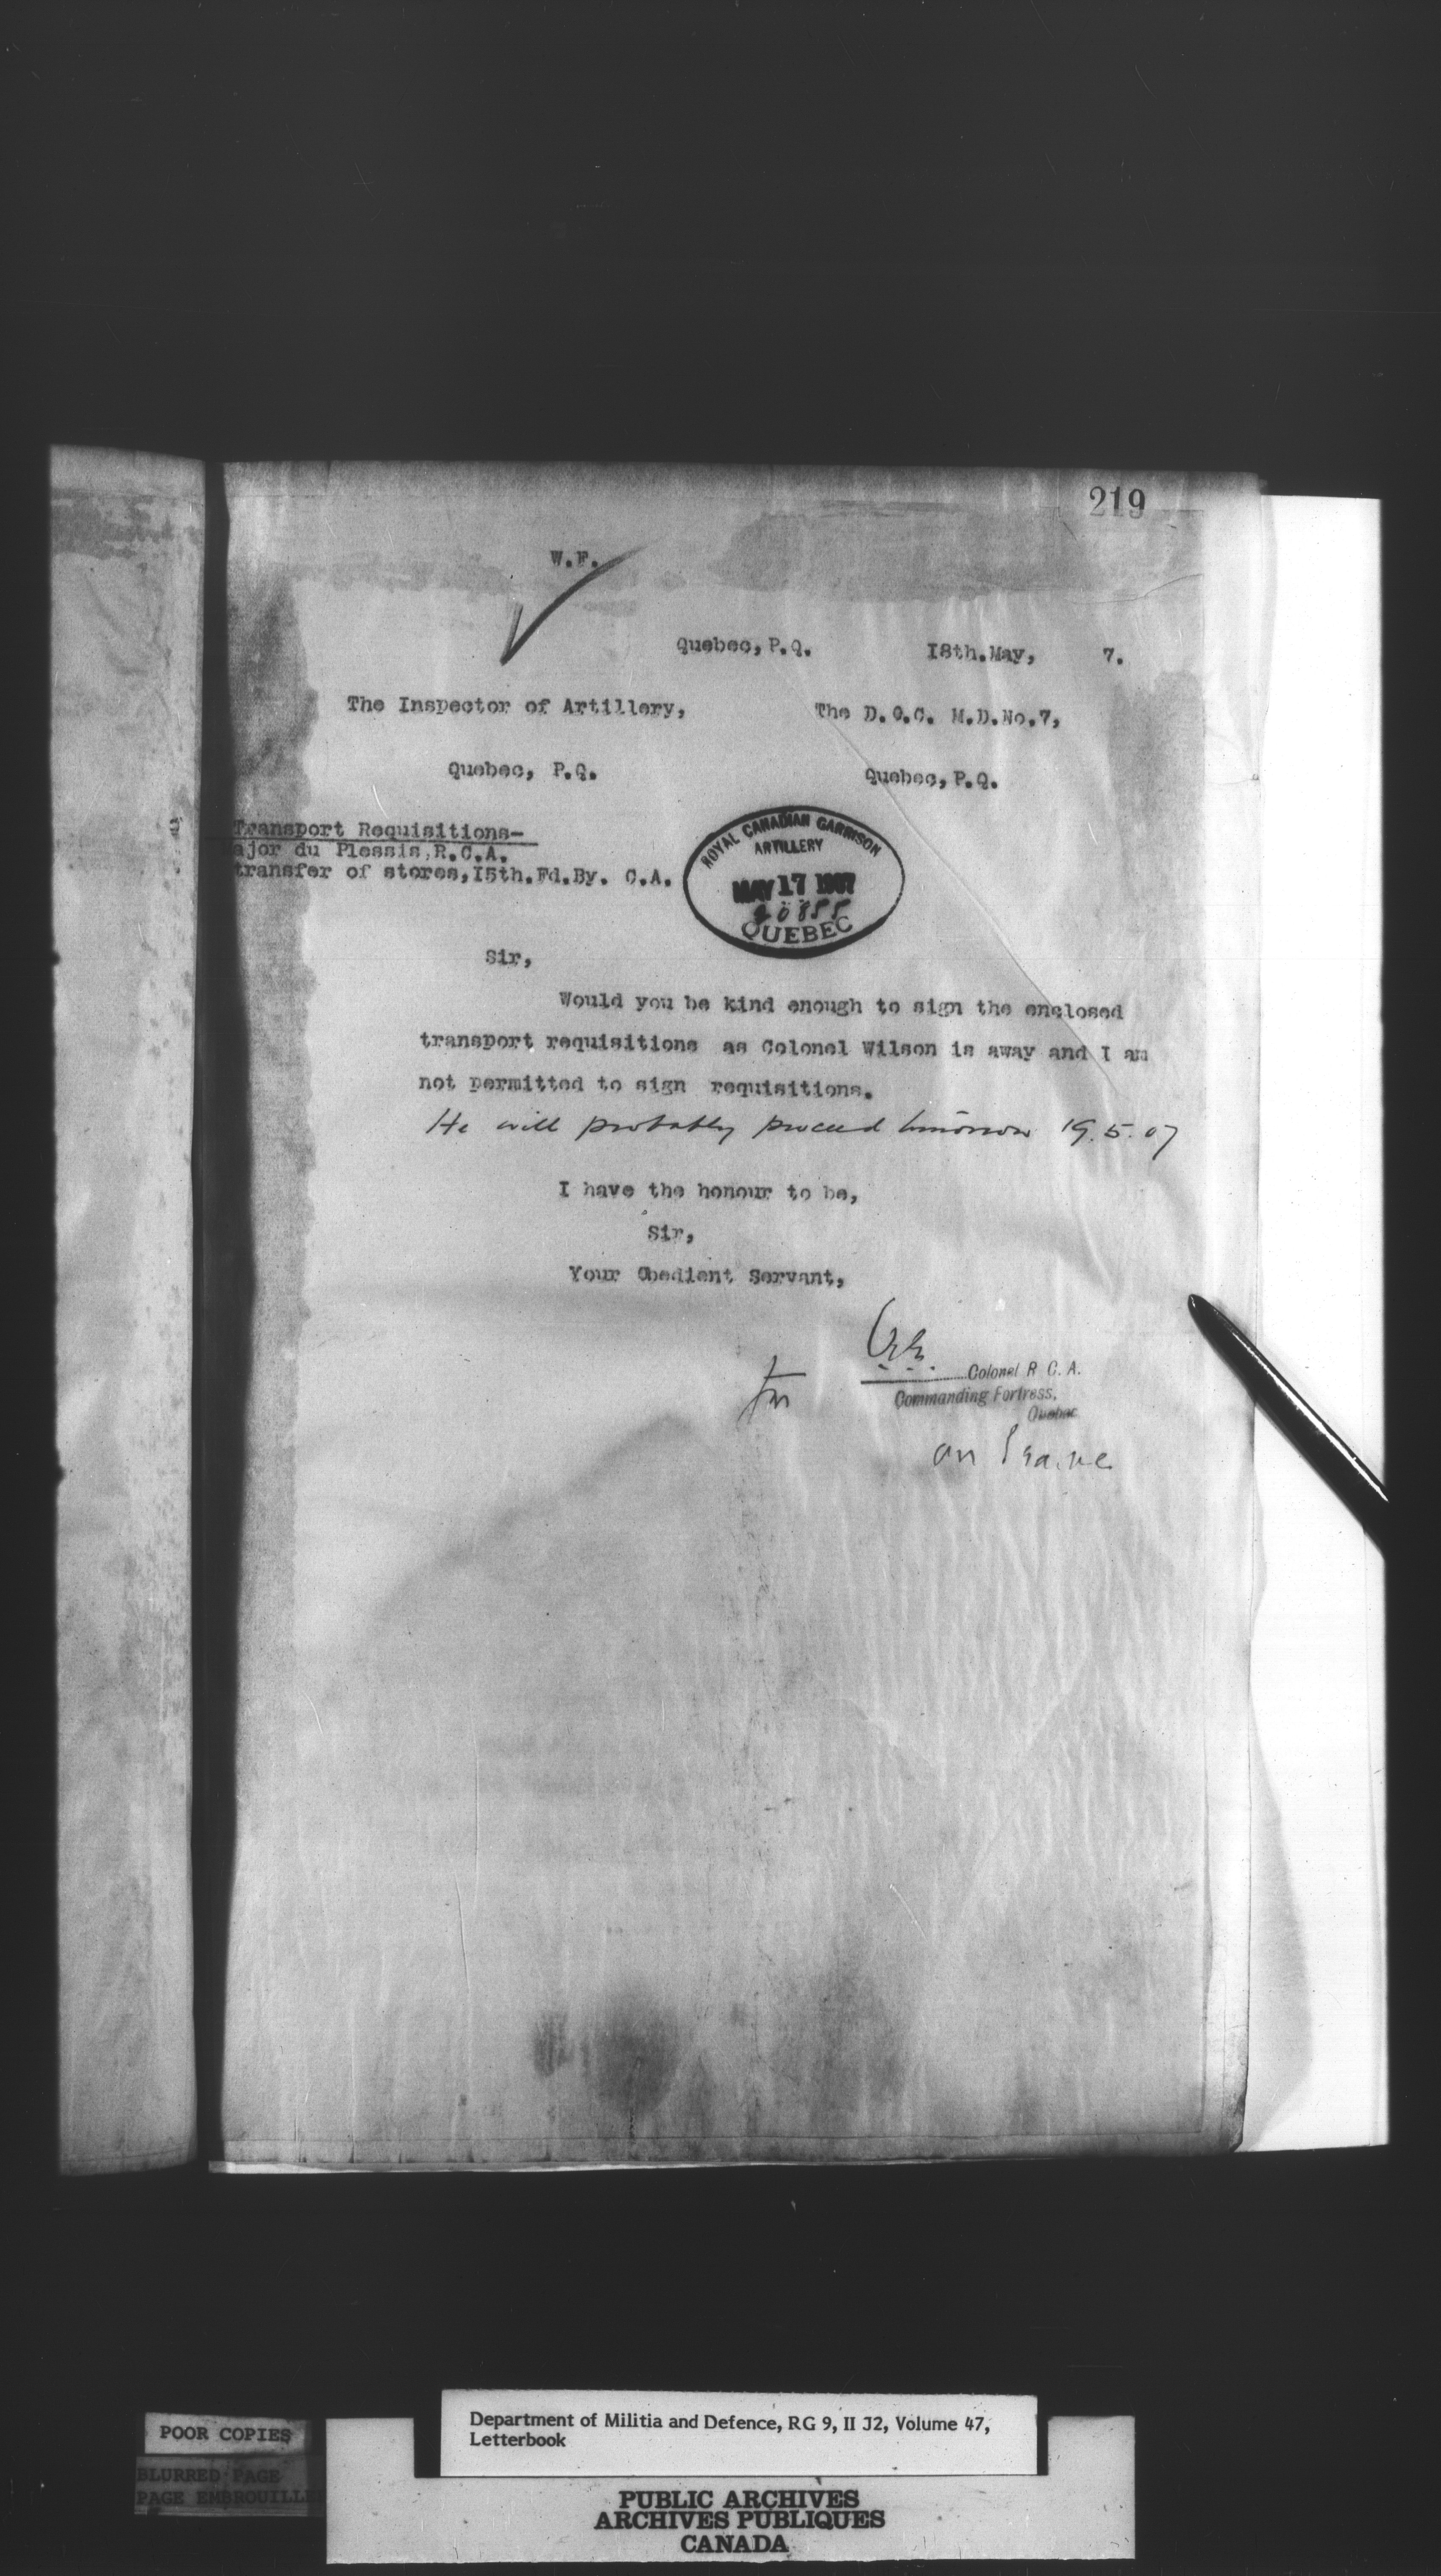 219
W.F.
Quebec, P.Q. 18th.May, 7.
The Inspector of Artillery,
Quebec, P.Q.
The D.O.C. M.D.No.7,
Quebec, P.Q.
Transport Requisitions-
ajor du Plessis, R.C.A.
transfer of stores, 15th.Fd.By. C.A.
ROYAL CANADIAN GARRISON
ARTILLERY
MAY 17 1907
QUEBEC
Sir,
Would you be kind enough to sign the enclosed
transport requisitions as Colonel Wilson is away and I am
not permitted to sign requisitions.
He will probably proceed tomorrow 19.5.07
I have the honour to be,
Sir,
Your Obedient Servant,
Colonel R C. A.
for
Commanding Fortress,
Quebec
on leave
POOR COPIES
BLURRED PAGE
PAGE EMBROUILLE
Department of Militia and Defence, RG 9, II J2, Volume 47,
Letterbook
PUBLIC ARCHIVES
ARCHIVES PUBLIQUES
CANADA